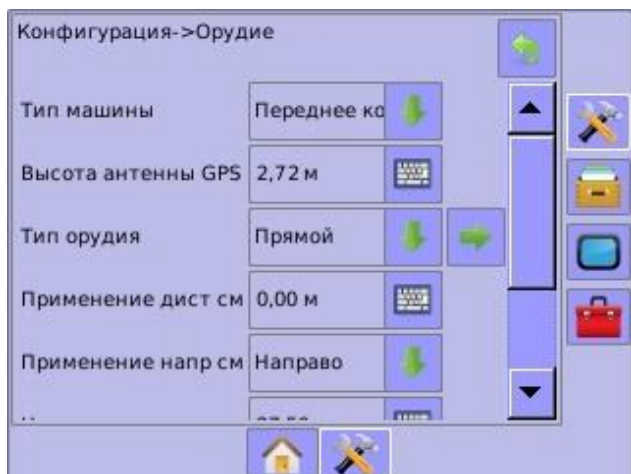 Конфигурация->Орудие
Тип машины Переднее ко
Высота антенны GPS 2,72 м
Тип орудия Прямой
Применение дист см 0,00 м
Применение напр см Направо